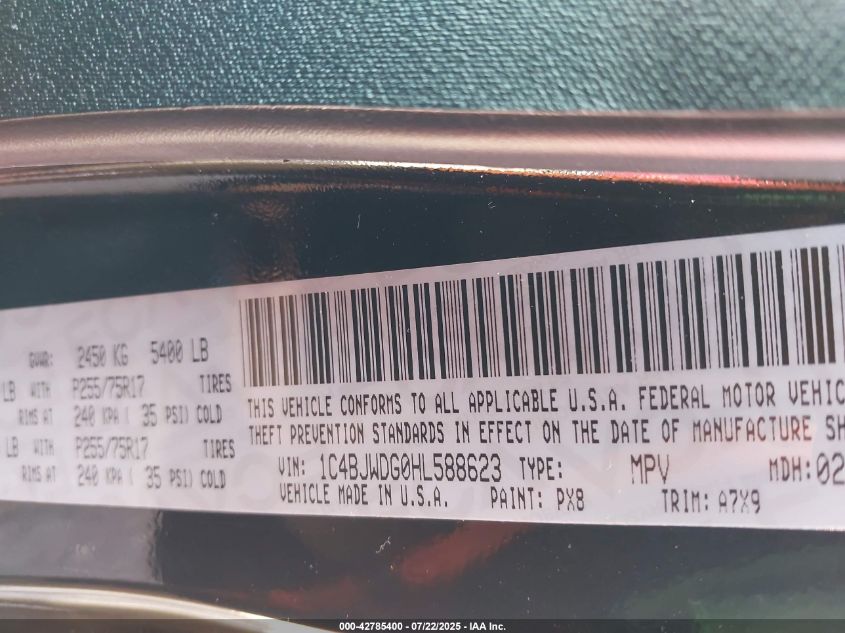 GVWR: 2450 KG 5400 LB
LB WITH P255/75R17 TIRES
RIMS AT 240 KPA ( 35 PSI) COLD
LB WITH P255/75R17 TIRES
RIMS AT 240 KPA ( 35 PSI) COLD
THIS VEHICLE CONFORMS TO ALL APPLICABLE U.S.A. FEDERAL MOTOR VEHIC
THEFT PREVENTION STANDARDS IN EFFECT ON THE DATE OF MANUFACTURE SH
VIN: 1C4BJWDG0HL588623 TYPE: MPV MDH: 02
VEHICLE MADE IN U.S.A. PAINT: PX8 TRIM: A7X9
000-42785400 - 07/22/2025 - IAA Inc.